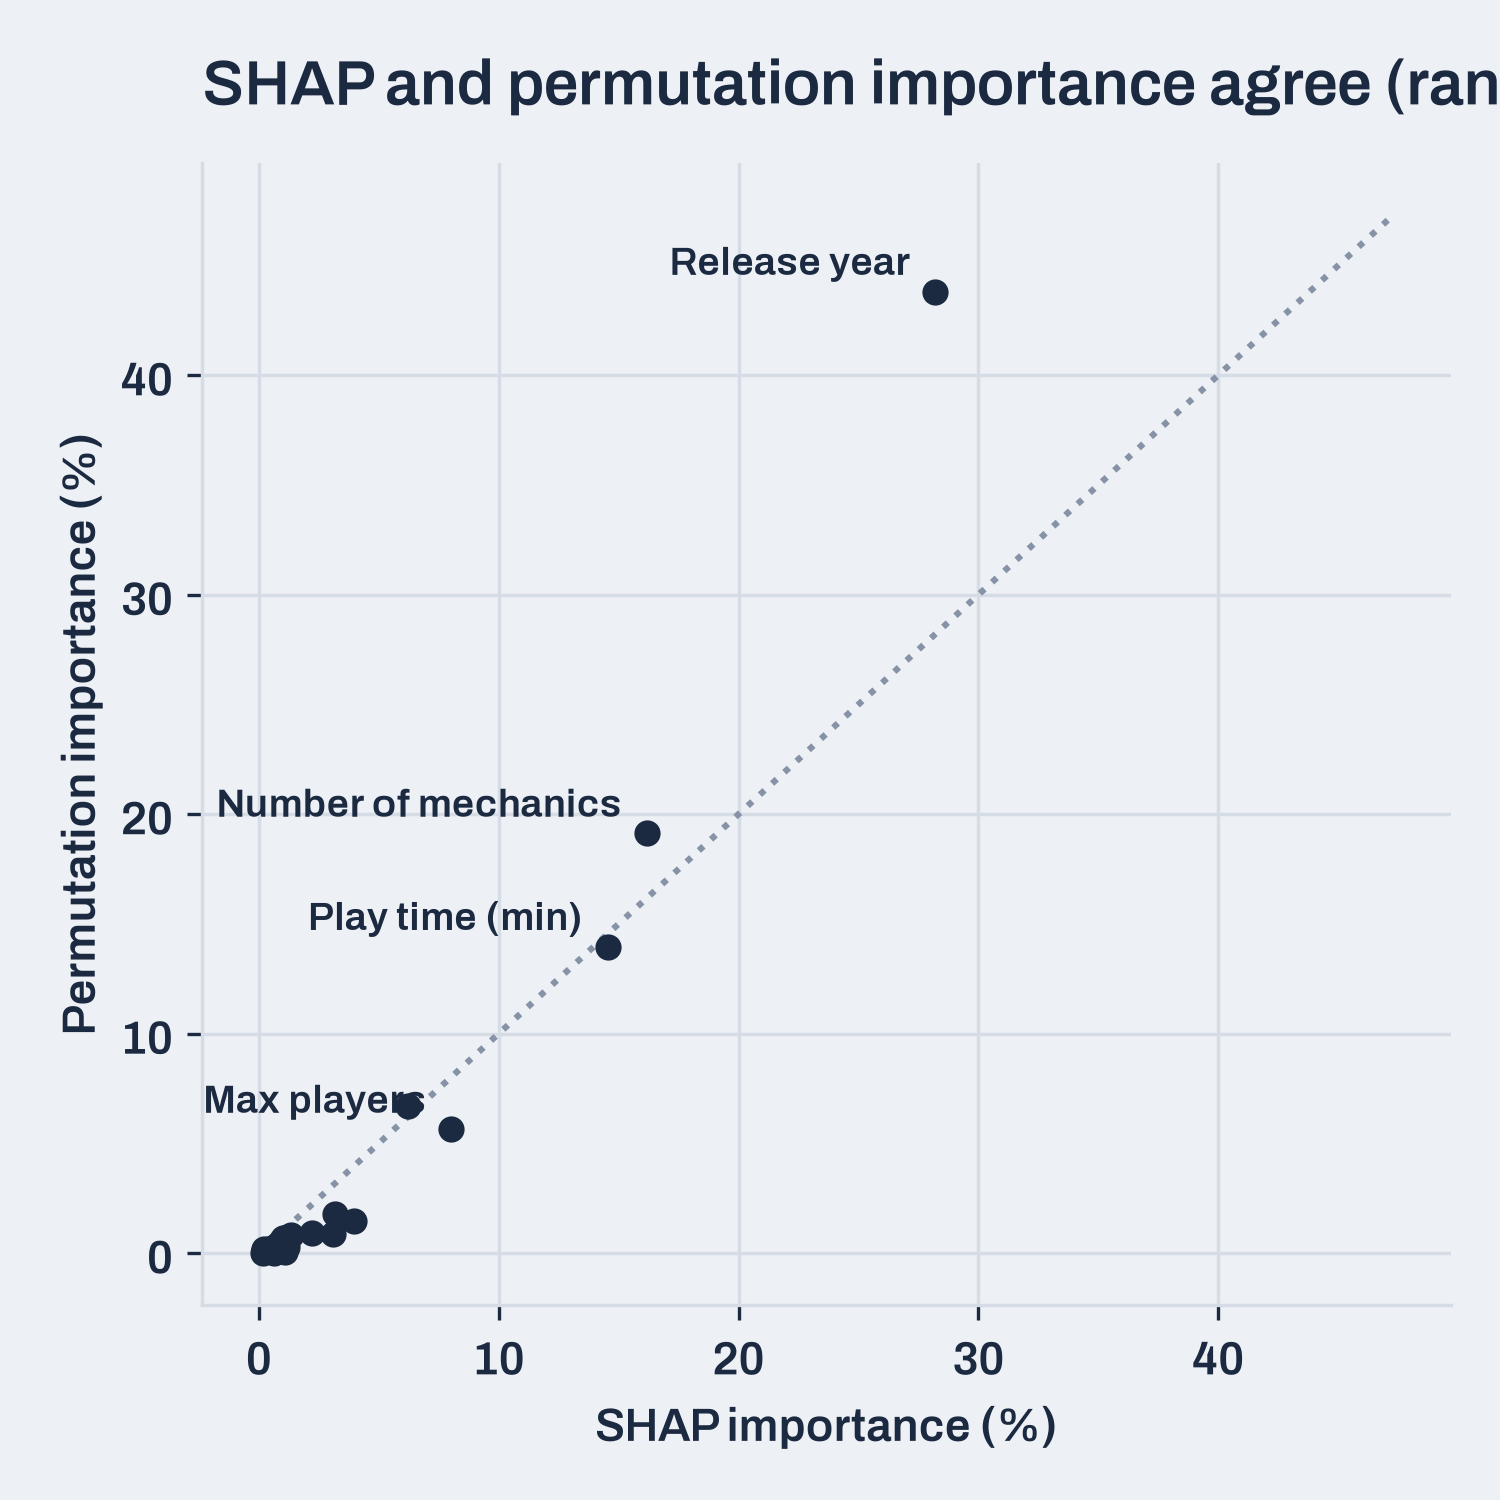 SHAP and permutation importance agree (ran
Release year
Number of mechanics
Play time (min)
Max players
Permutation importance (%)
40
30
20
10
0
0 10 20 30 40
SHAP importance (%)